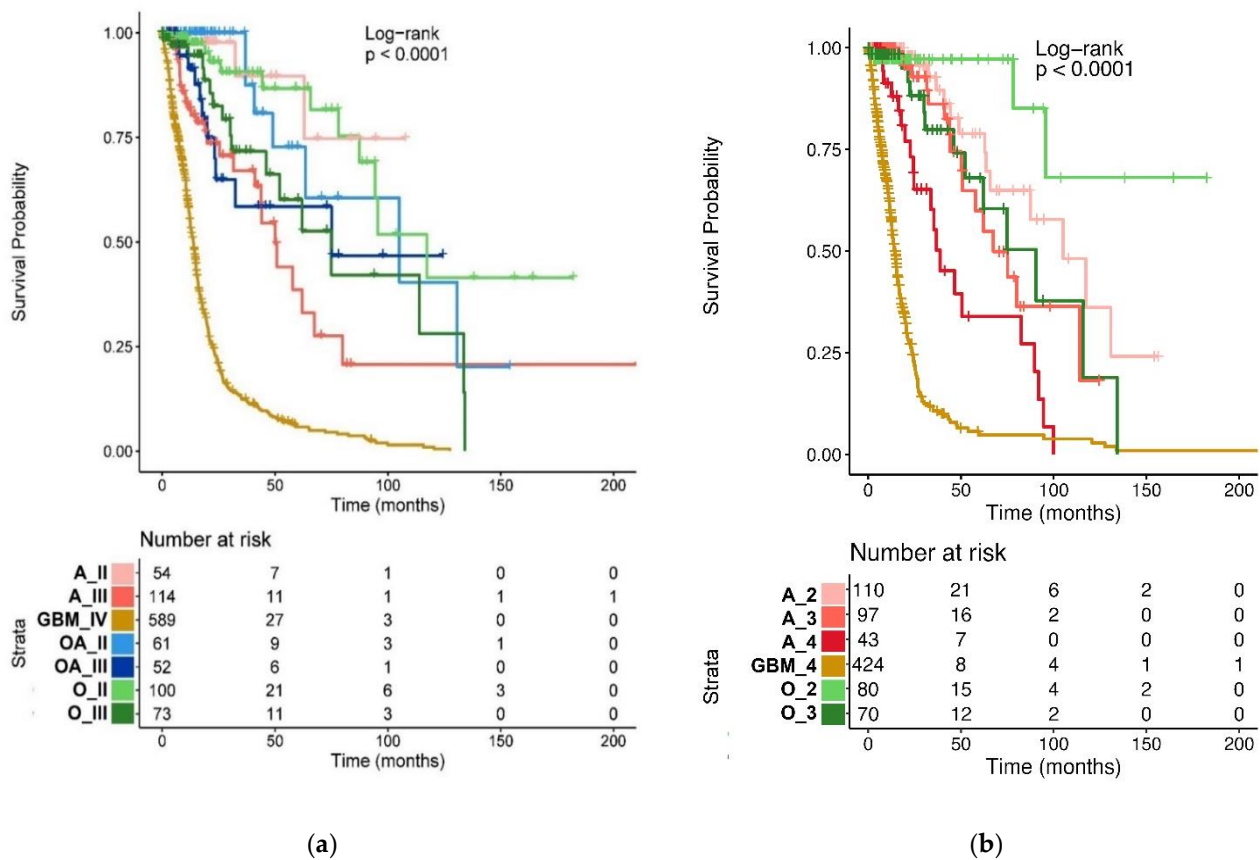 1.00
0.75
0.50
0.25
0.00
Survival Probability
Log-rank
p < 0.0001
0 50 100 150 200
Time (months)
Number at risk
Strata
A_II 54 7 1 0 0
A_III 114 11 1 1 1
GBM_IV 589 27 3 0 0
OA_II 61 9 3 1 0
OA_III 52 6 1 0 0
O_II 100 21 6 3 0
O_III 73 11 3 0 0
0 50 100 150 200
Time (months)
(a)
1.00
0.75
0.50
0.25
0.00
Survival Probability
Log-rank
p < 0.0001
0 50 100 150 200
Time (months)
Number at risk
Strata
A_2 110 21 6 2 0
A_3 97 16 2 0 0
A_4 43 7 0 0 0
GBM_4 424 8 4 1 1
O_2 80 15 4 2 0
O_3 70 12 2 0 0
0 50 100 150 200
Time (months)
(b)